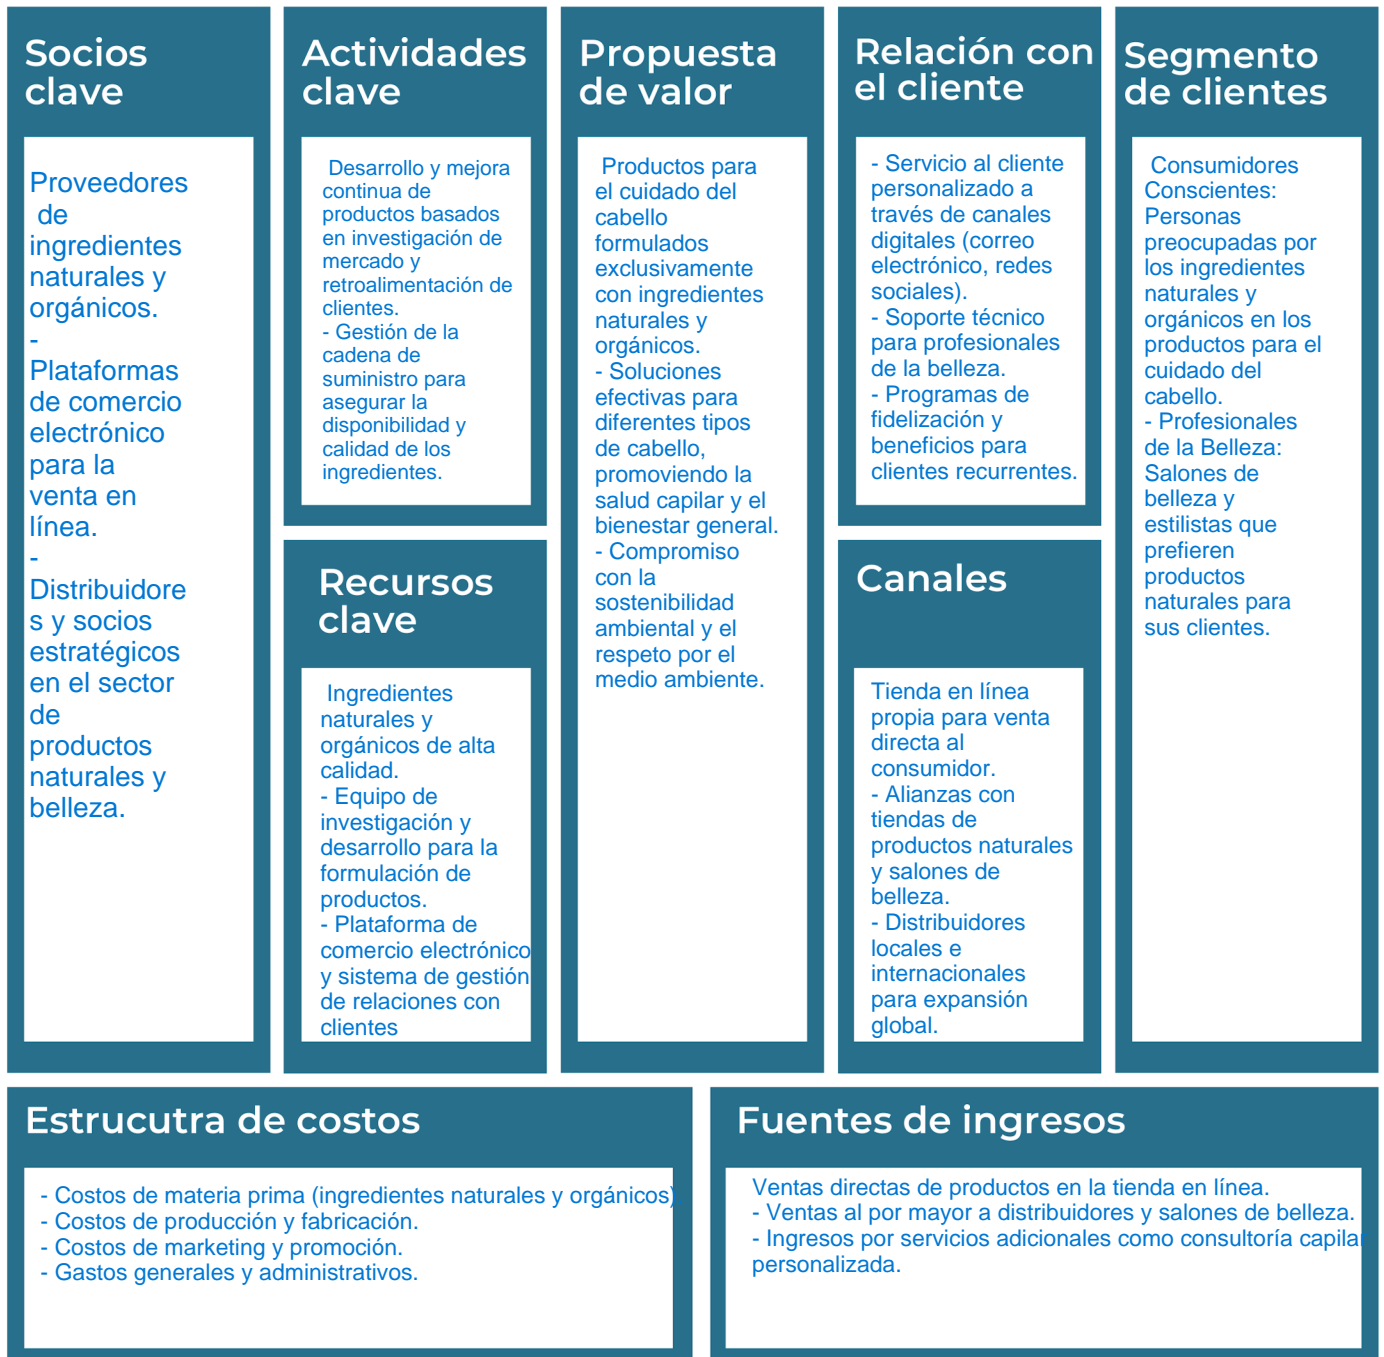 Socios
clave
Proveedores
de
ingredientes
naturales y
orgánicos.
-
Plataformas
de comercio
electrónico
para la
venta en
línea.
-
Distribuidore
s y socios
estratégicos
en el sector
de
productos
naturales y
belleza.
Actividades
clave
Desarrollo y mejora
continua de
productos basados
en investigación de
mercado y
retroalimentación de
clientes.
- Gestión de la
cadena de
suministro para
asegurar la
disponibilidad y
calidad de los
ingredientes.
Recursos
clave
Ingredientes
naturales y
orgánicos de alta
calidad.
- Equipo de
investigación y
desarrollo para la
formulación de
productos.
- Plataforma de
comercio electrónico
y sistema de gestión
de relaciones con
clientes
Propuesta
de valor
Productos para
el cuidado del
cabello
formulados
exclusivamente
con ingredientes
naturales y
orgánicos.
- Soluciones
efectivas para
diferentes tipos
de cabello,
promoviendo la
salud capilar y el
bienestar general.
- Compromiso
con la
sostenibilidad
ambiental y el
respeto por el
medio ambiente.
Relación con
el cliente
- Servicio al cliente
personalizado a
través de canales
digitales (correo
electrónico, redes
sociales).
- Soporte técnico
para profesionales
de la belleza.
- Programas de
fidelización y
beneficios para
clientes recurrentes.
Canales
Tienda en línea
propia para venta
directa al
consumidor.
- Alianzas con
tiendas de
productos naturales
y salones de
belleza.
- Distribuidores
locales e
internacionales
para expansión
global.
Segmento
de clientes
Consumidores
Conscientes:
Personas
preocupadas por
los ingredientes
naturales y
orgánicos en los
productos para el
cuidado del
cabello.
- Profesionales
de la Belleza:
Salones de
belleza y
estilistas que
prefieren
productos
naturales para
sus clientes.
Estrucutra de costos
- Costos de materia prima (ingredientes naturales y orgánicos)
- Costos de producción y fabricación.
- Costos de marketing y promoción.
- Gastos generales y administrativos.
Fuentes de ingresos
Ventas directas de productos en la tienda en línea.
- Ventas al por mayor a distribuidores y salones de belleza.
- Ingresos por servicios adicionales como consultoría capilar
personalizada.